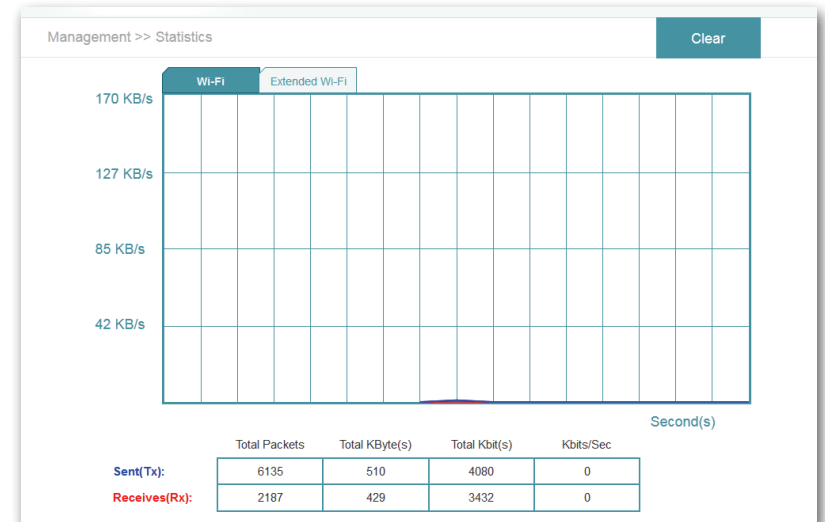 Management >> Statistics
Clear
Wi-Fi
Extended Wi-Fi
170 KB/s
127 KB/s
85 KB/s
42 KB/s
Second(s)
Total Packets Total KByte(s) Total Kbit(s) Kbits/Sec
Sent(Tx): 6135 510 4080 0
Receives(Rx): 2187 429 3432 0